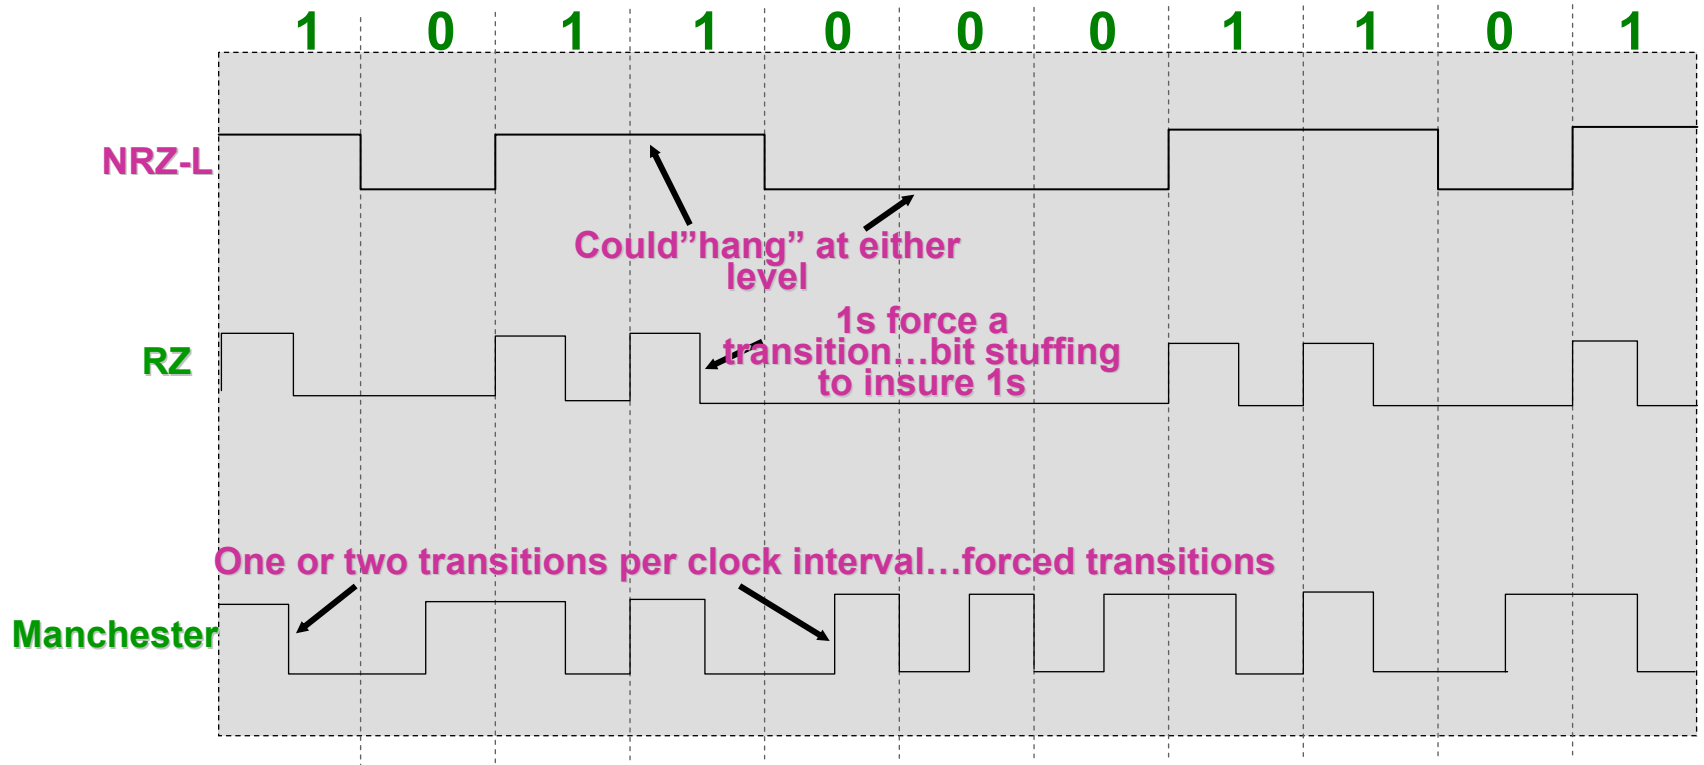 1 0 1 1 0 0 0 1 1 0 1
NRZ-L
Could”hang” at either
level
1s force a
transition…bit stuffing
to insure 1s
RZ
One or two transitions per clock interval…forced transitions
Manchester